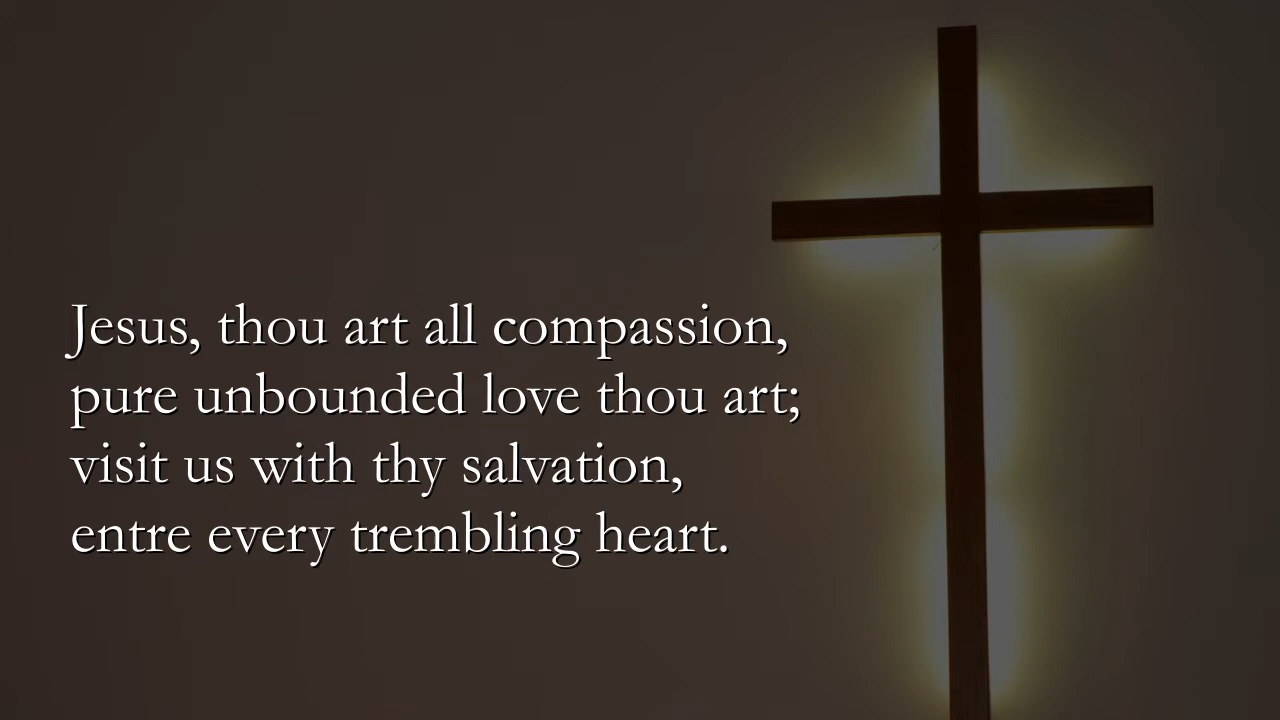 Jesus, thou art all compassion,
pure unbounded love thou art;
visit us with thy salvation,
entre every trembling heart.